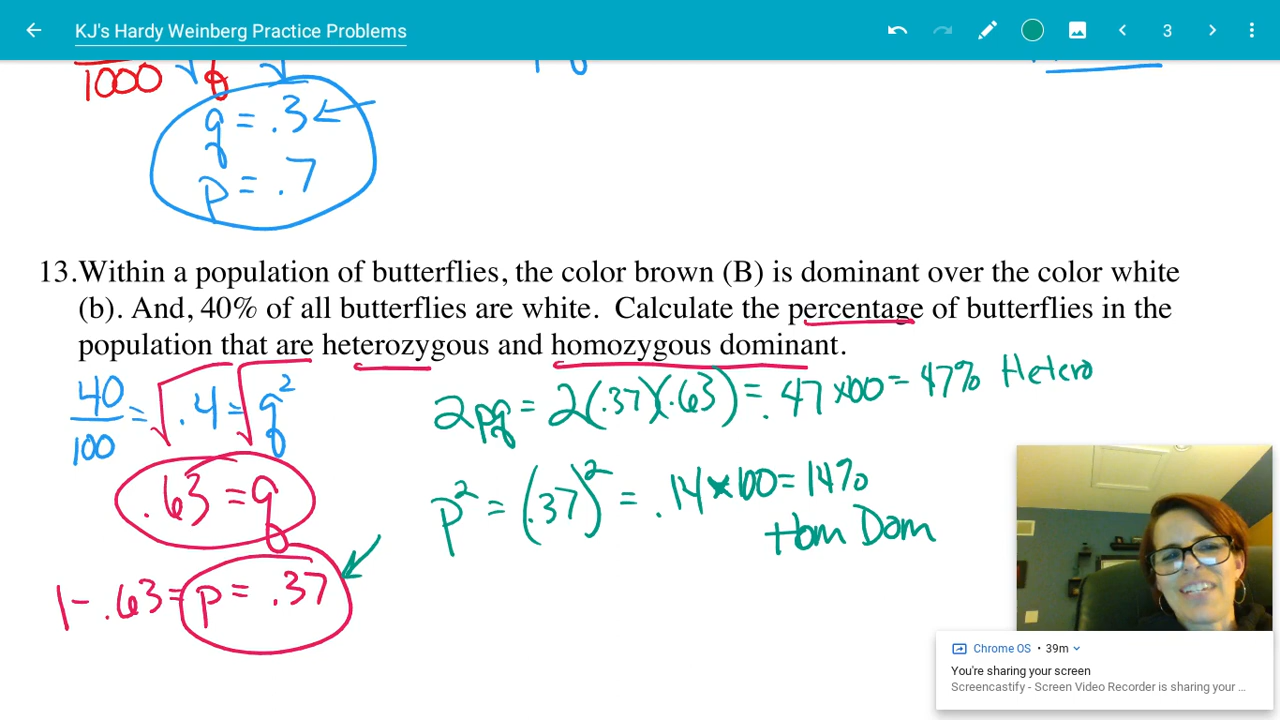 KJ's Hardy Weinberg Practice Problems
3
1000
q = .3
p = .7
13. Within a population of butterflies, the color brown (B) is dominant over the color white
(b). And, 40% of all butterflies are white.  Calculate the percentage of butterflies in the
population that are heterozygous and homozygous dominant.
40/100 = √.4 = √q²
2pq = 2(.37)(.63) = .47 x 100 = 47% Hetero
.63 = q
p² = (.37)² = .14 x 100 = 14%
Hom Dom
1 - .63 = p = .37
Chrome OS • 39m
You're sharing your screen
Screencastify - Screen Video Recorder is sharing your ...